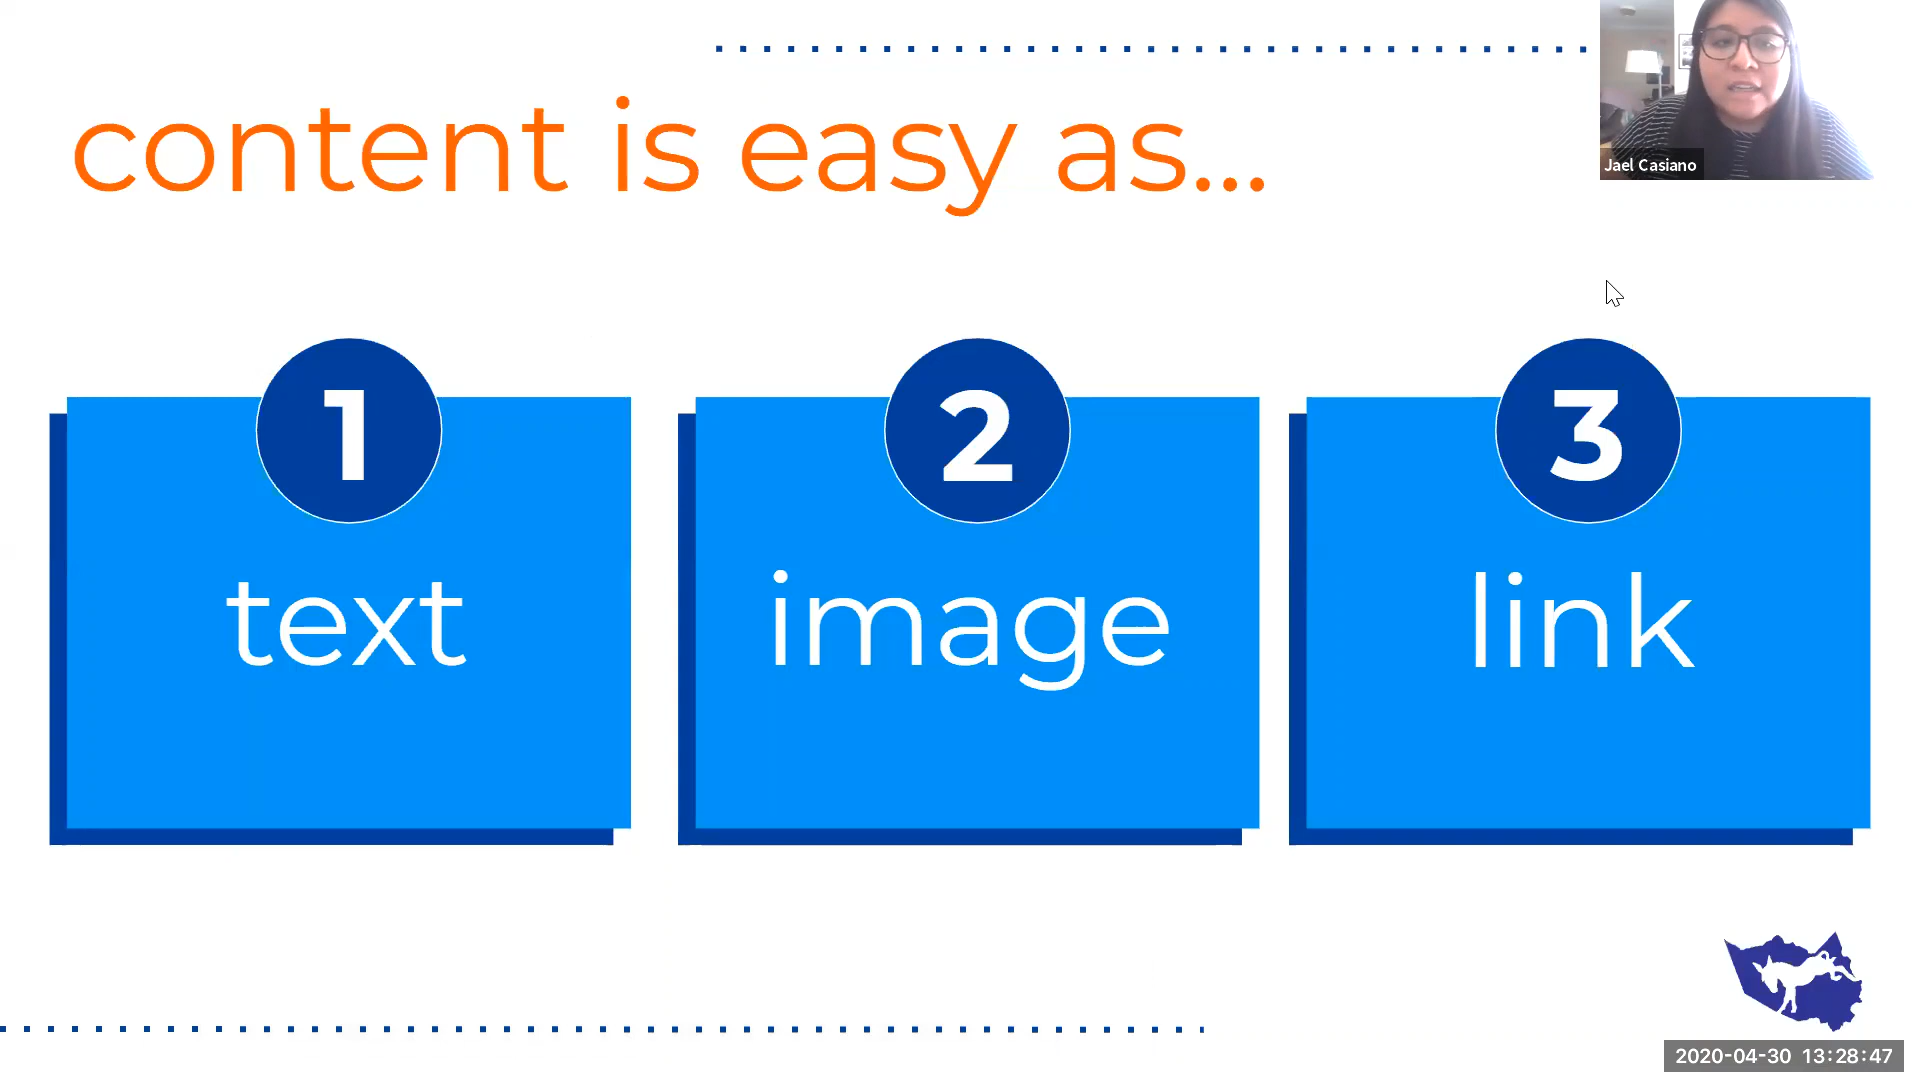 content is easy as...
Jael Casiano
1
2
3
text
image
link
2020-04-30 13:28:47